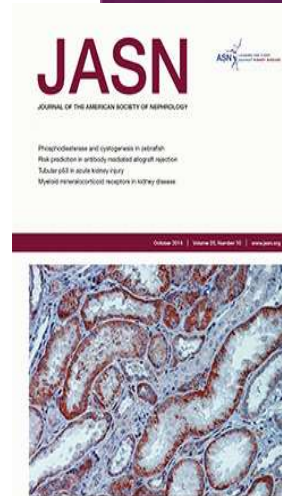 JASN
ASN
JOURNAL OF THE AMERICAN SOCIETY OF NEPHROLOGY
Phosphodiesterase and cystogenesis in zebrafish
Risk prediction in antibody mediated allograft rejection
Tubular p53 in acute kidney injury
Myeloid mineralocorticoid receptors in kidney disease
October 2014 | Volume 25, Number 10 | www.jasn.org